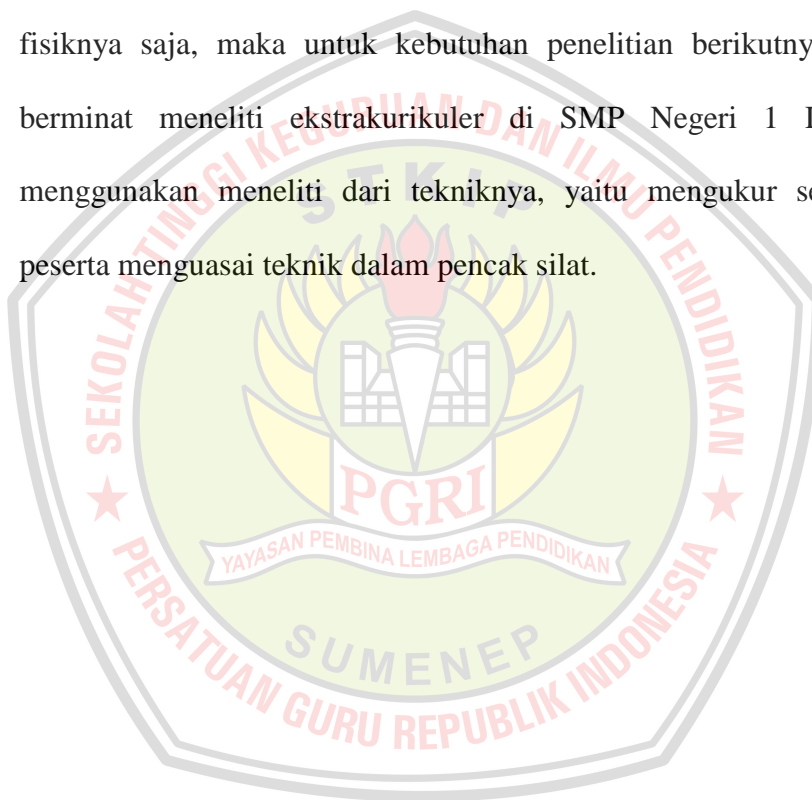 fisiknya saja, maka untuk kebutuhan penelitian berikutny
berminat meneliti ekstrakurikuler di SMP Negeri 1
menggunakan meneliti dari tekniknya, yaitu mengukur
peserta menguasai teknik dalam pencak silat.
SEKOLAH TINGGI KEGURUAN DAN ILMU PENDIDIKAN
STKIP
PGRI
YAYASAN PEMBINA LEMBAGA PENDIDIKAN
SUMENEP
PERSATUAN GURU REPUBLIK INDONESIA